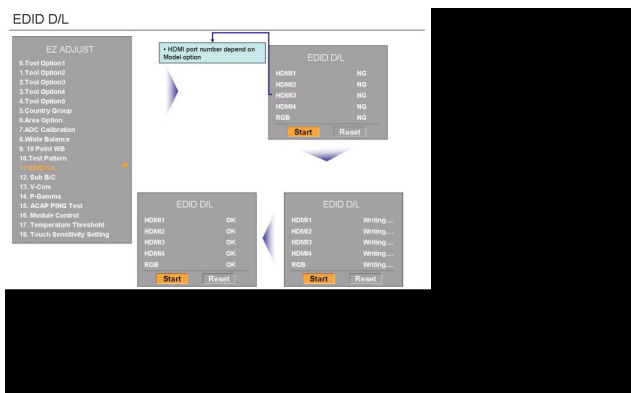 EDID D/L
EZ ADJUST
0.Tool Option1
1.Tool Option2
2.Tool Option3
3.Tool Option4
4.Tool Option5
5.Country Group
6.Area Option
7.ADC Calibration
8.White Balance
9. 10 Point WB
10.Test Pattern
11.EDID D/L
12. Sub B/C
13. V-Com
14. P-Gamma
15. ACAP PING Test
16. Module Control
17. Temperature Threshold
18. Touch Sensitivity Setting
• HDMI port number depend on
Model option
EDID D/L
HDMI1 NG
HDMI2 NG
HDMI3 NG
HDMI4 NG
RGB NG
Start Reset
EDID D/L
HDMI1 OK
HDMI2 OK
HDMI3 OK
HDMI4 OK
RGB OK
Start Reset
EDID D/L
HDMI1 Writing...
HDMI2 Writing...
HDMI3 Writing...
HDMI4 Writing...
RGB Writing...
Start Reset